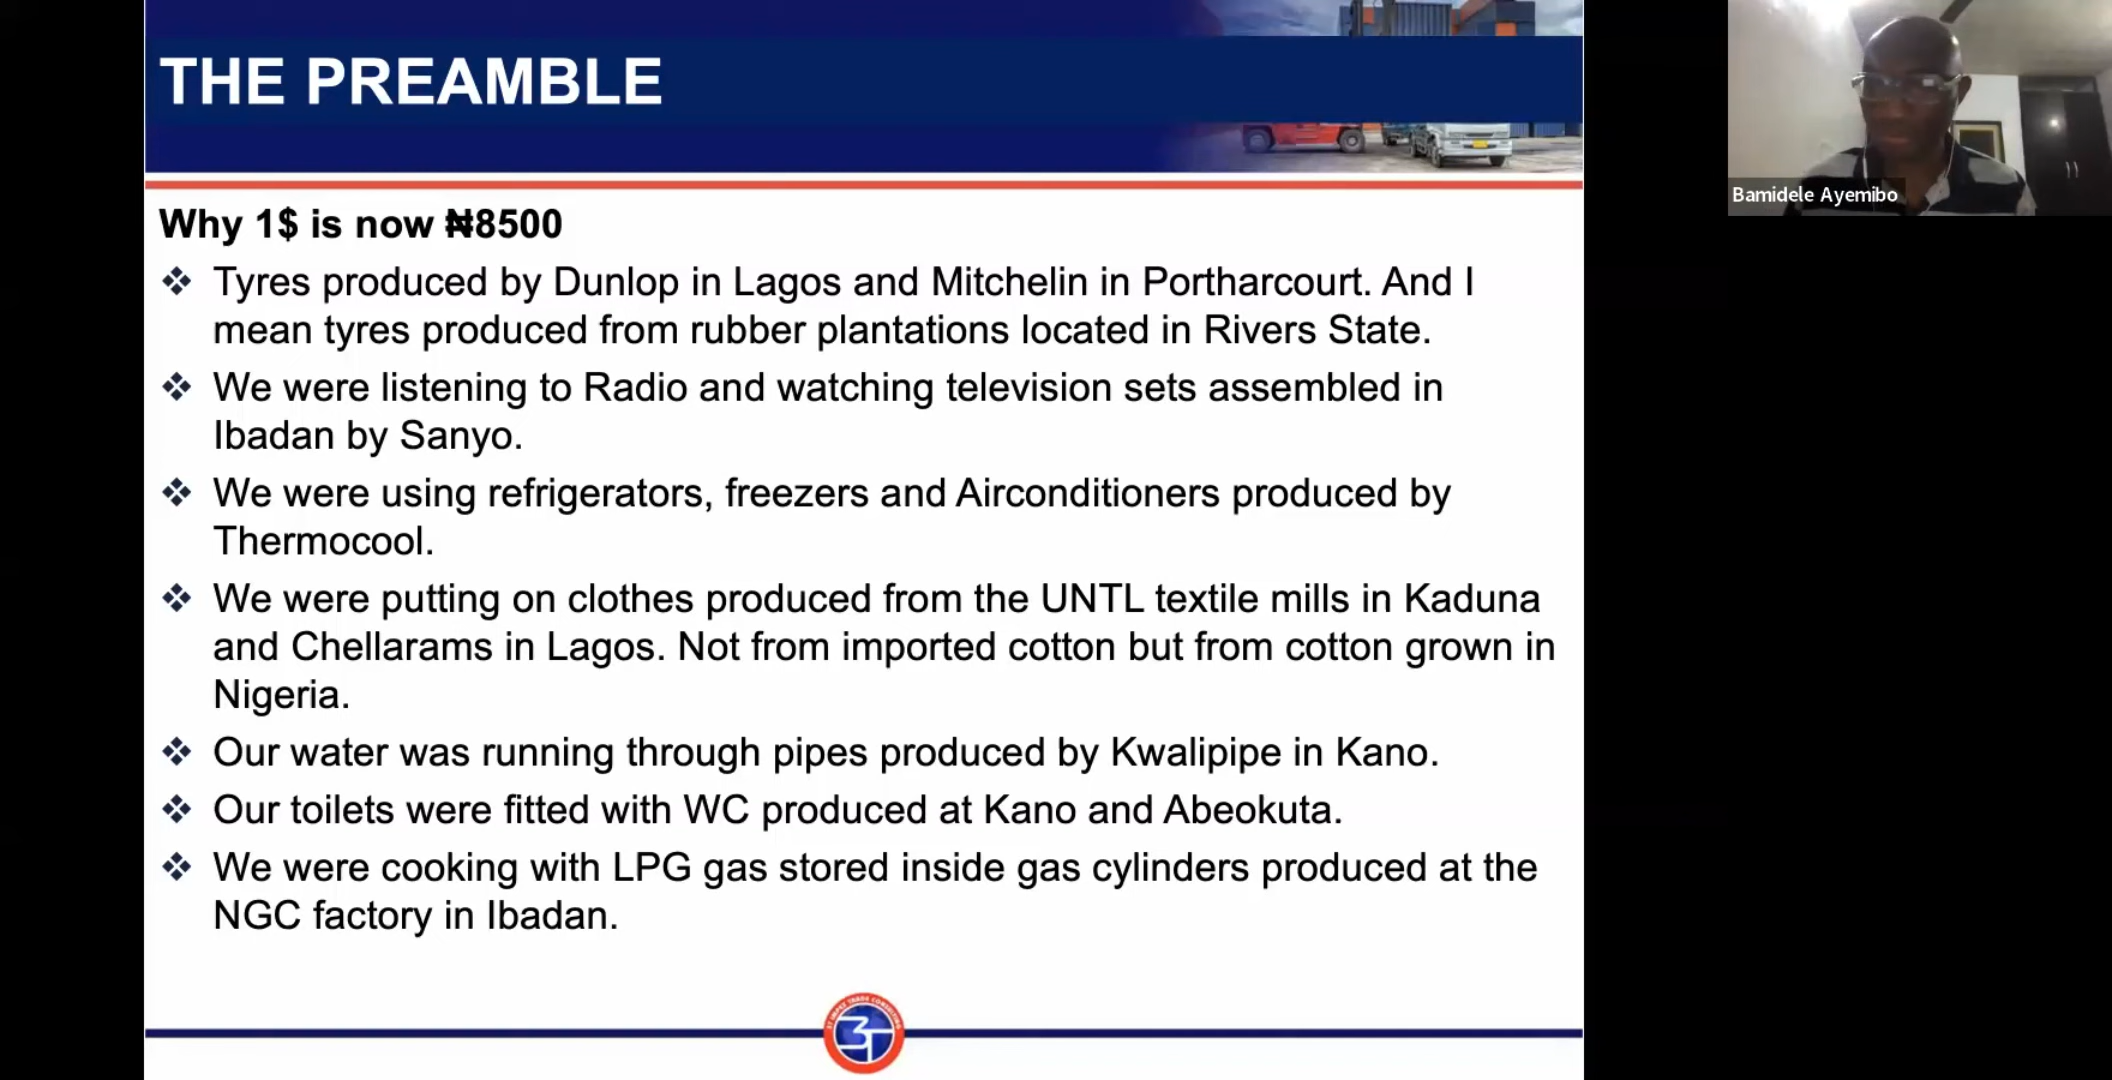 THE PREAMBLE
Why 1$ is now ₦8500
❖ Tyres produced by Dunlop in Lagos and Mitchelin in Portharcourt. And I
mean tyres produced from rubber plantations located in Rivers State.
❖ We were listening to Radio and watching television sets assembled in
Ibadan by Sanyo.
❖ We were using refrigerators, freezers and Airconditioners produced by
Thermocool.
❖ We were putting on clothes produced from the UNTL textile mills in Kaduna
and Chellarams in Lagos. Not from imported cotton but from cotton grown in
Nigeria.
❖ Our water was running through pipes produced by Kwalipipe in Kano.
❖ Our toilets were fitted with WC produced at Kano and Abeokuta.
❖ We were cooking with LPG gas stored inside gas cylinders produced at the
NGC factory in Ibadan.
3T IMPEX TRADE CONSULTING
3T
Bamidele Ayemibo